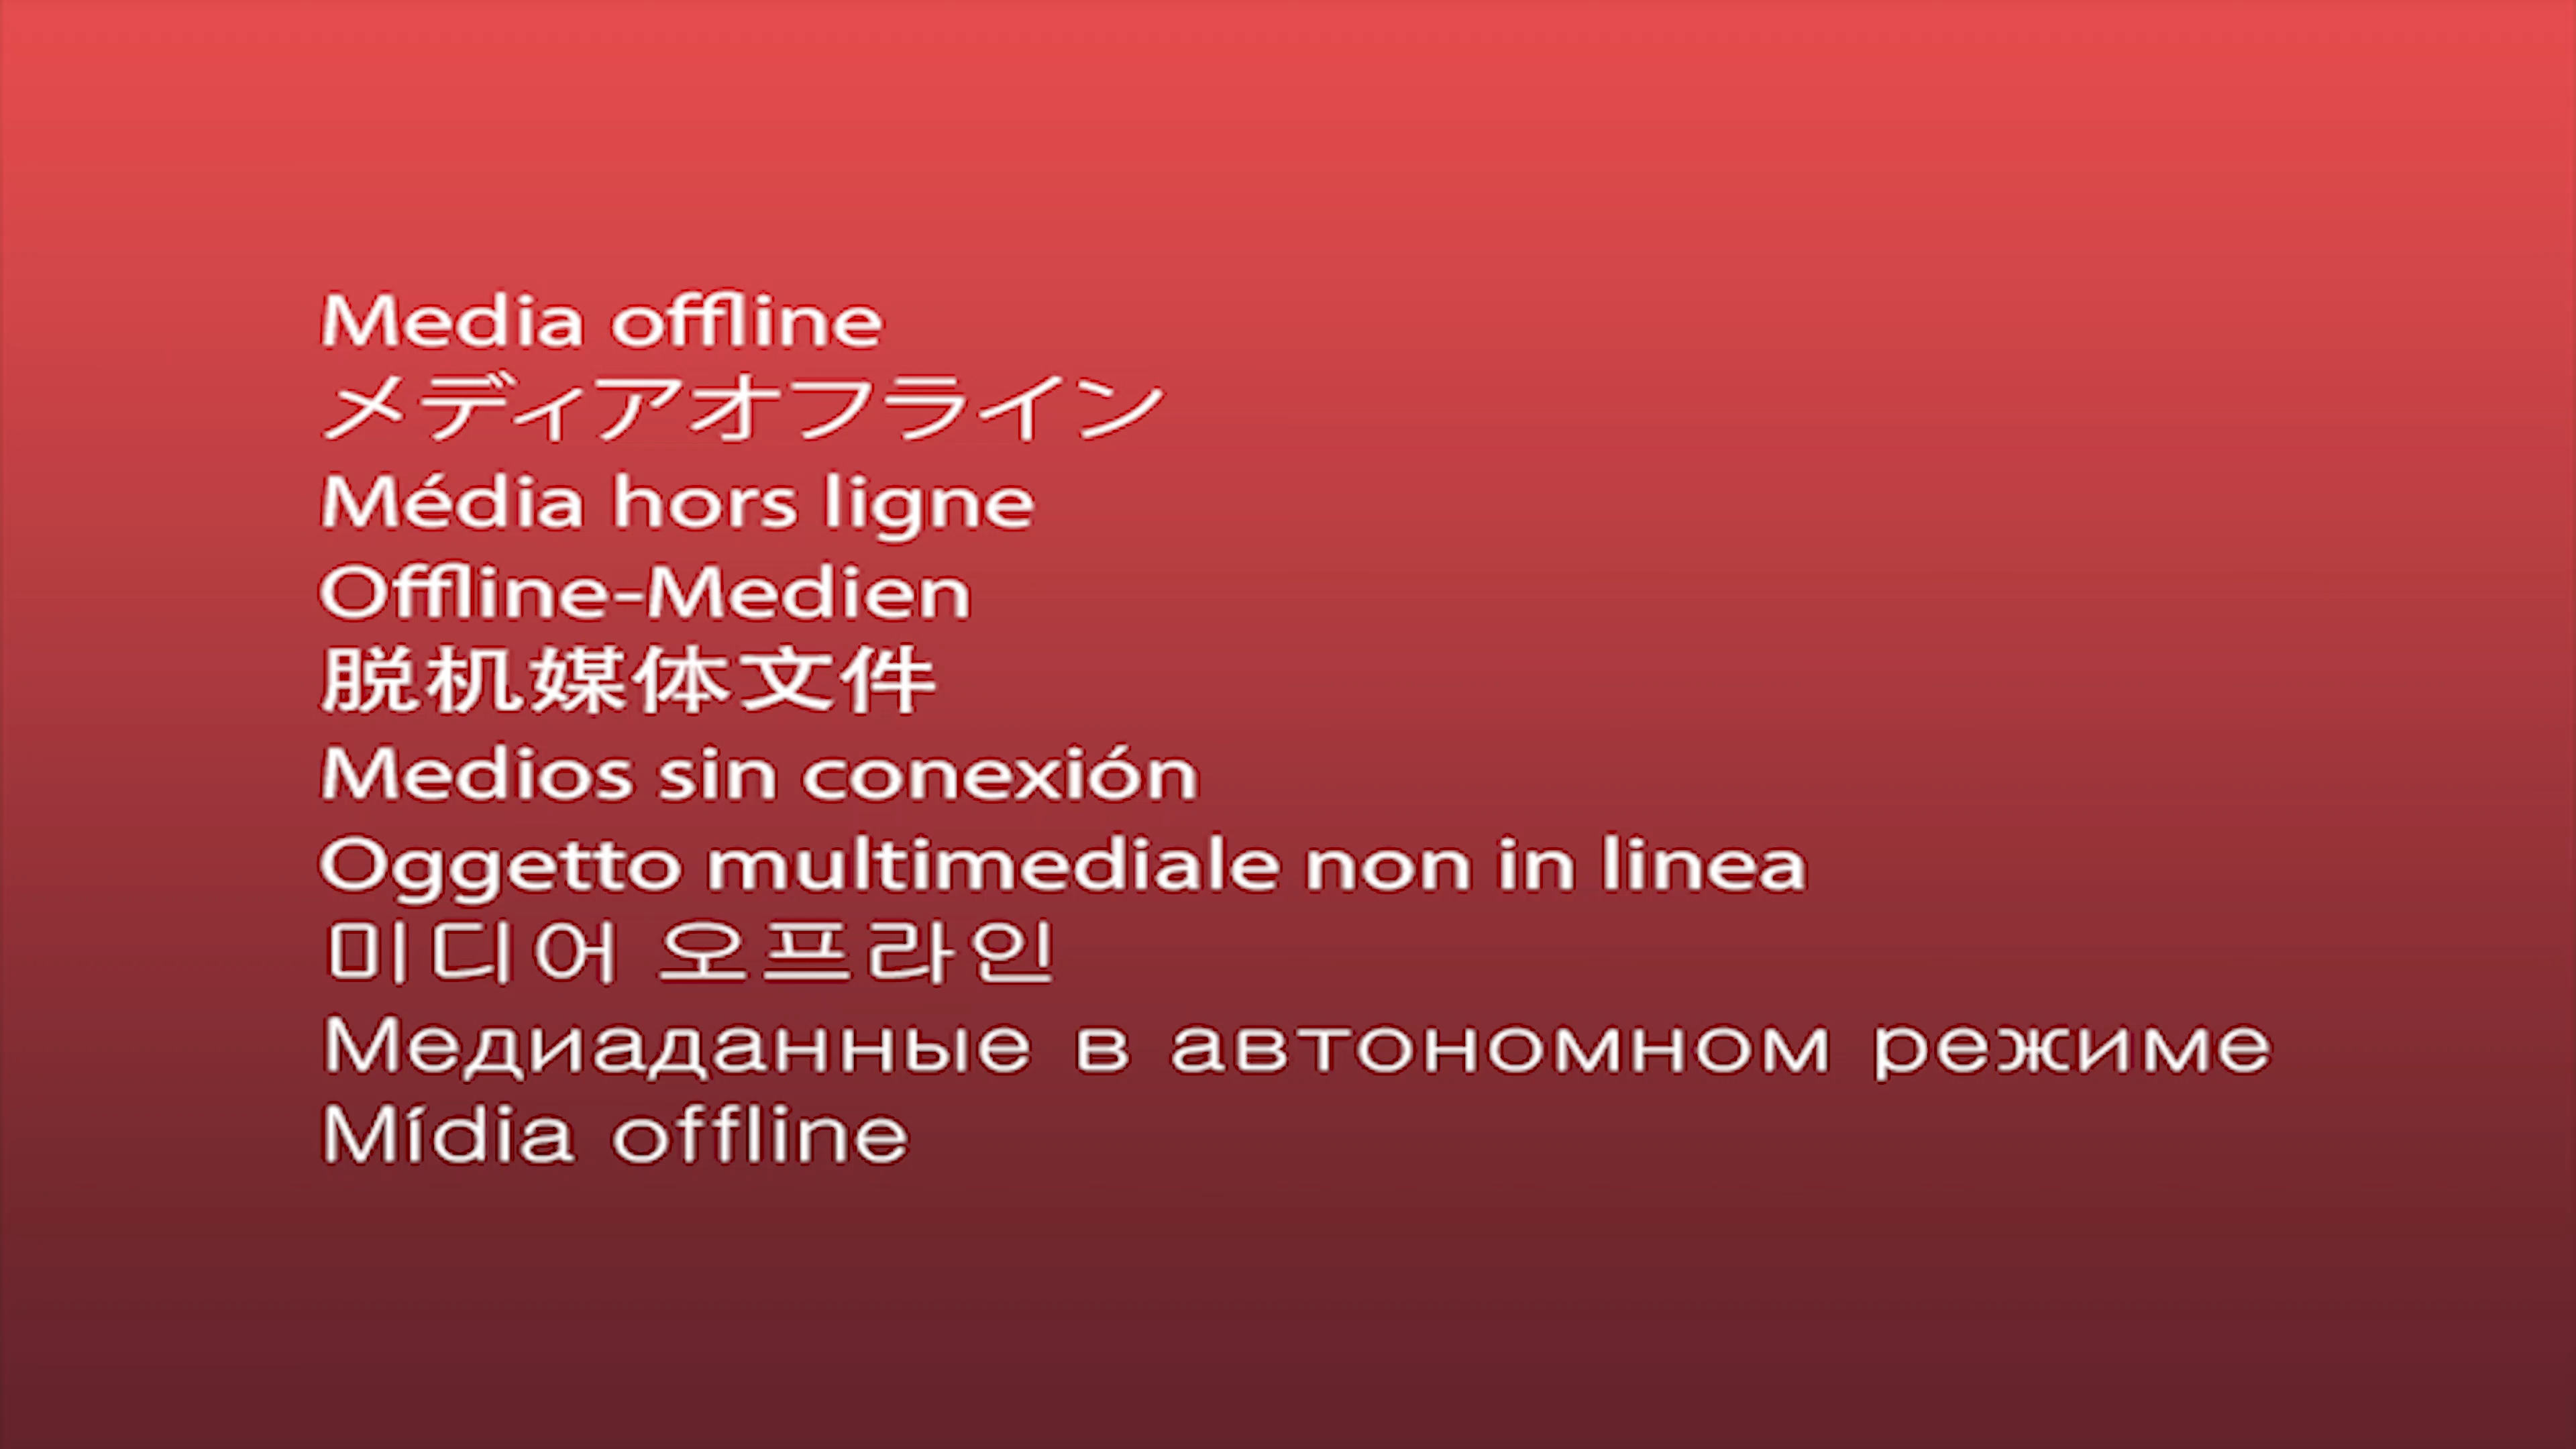 Media offline
メディアオフライン
Média hors ligne
Offline-Medien
脱机媒体文件
Medios sin conexión
Oggetto multimediale non in linea
미디어 오프라인
Медиаданные в автономном режиме
Mídia offline